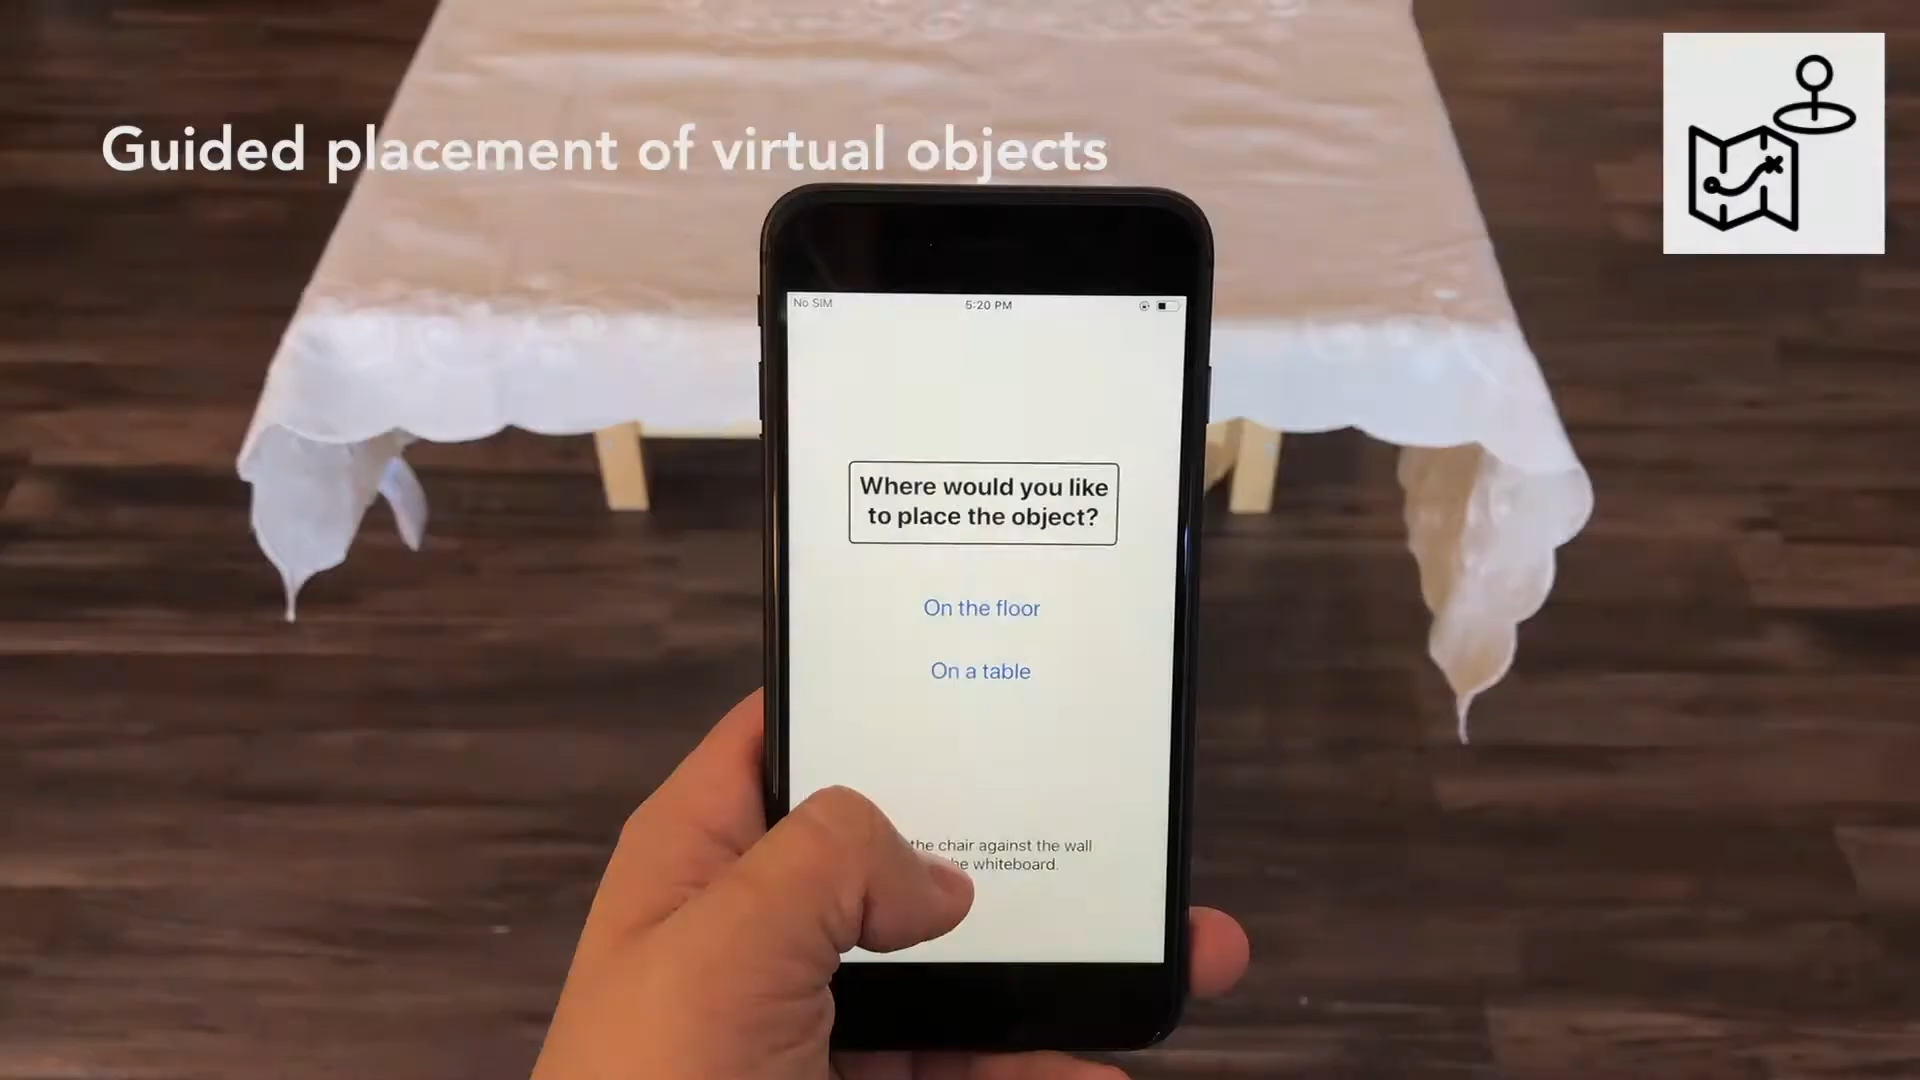 Guided placement of virtual objects
No SIM
5:20 PM
Where would you like
to place the object?
On the floor
On a table
the chair against the wall
whiteboard.